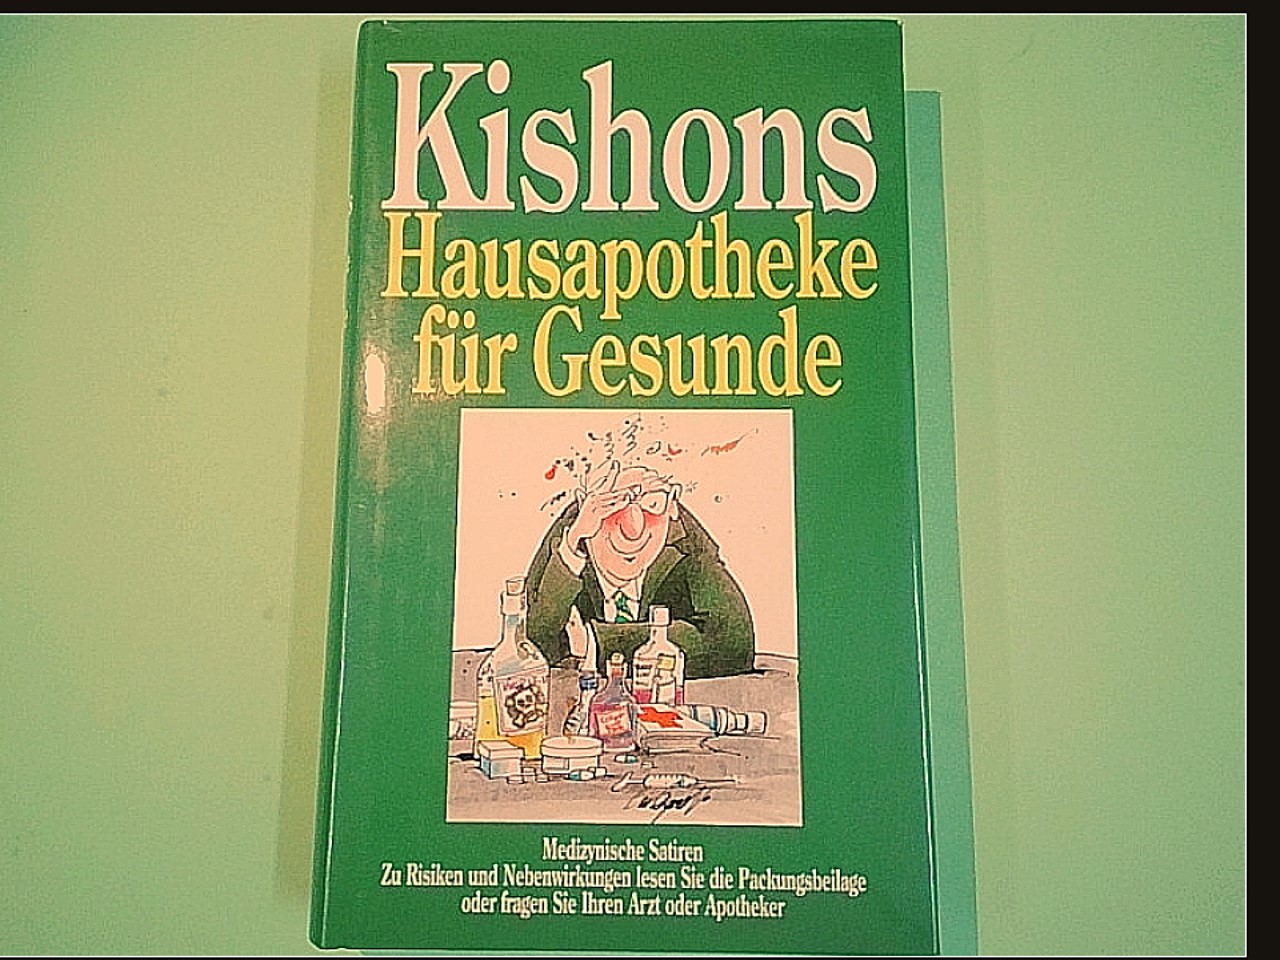 Kishons
Hausapotheke
für Gesunde
Medizynische Satiren
Zu Risiken und Nebenwirkungen lesen Sie die Packungsbeilage
oder fragen Sie Ihren Arzt oder Apotheker